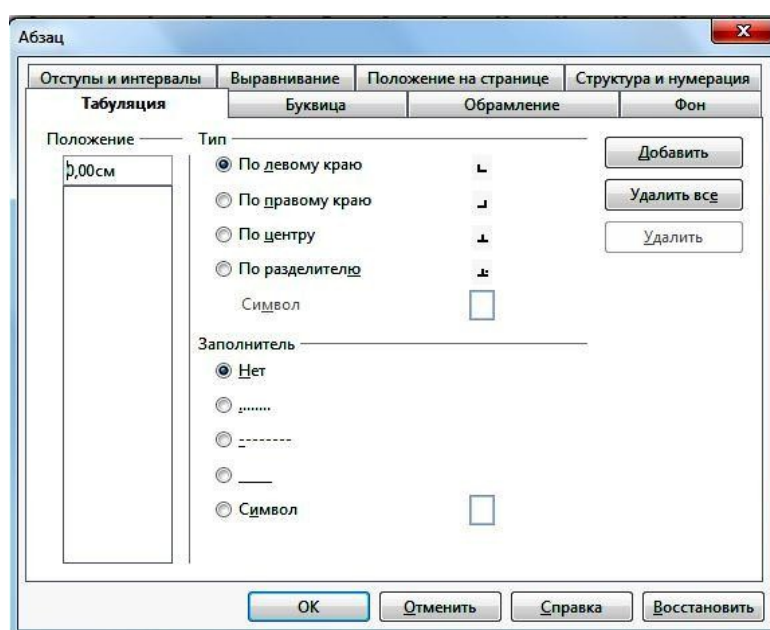 Абзац
Отступы и интервалы Выравнивание Положение на странице Структура и нумерация
Табуляция Буквица Обрамление Фон
Положение
0,00см
Тип
По левому краю
По правому краю
По центру
По разделителю
Символ
Заполнитель
Нет
........
--------
____
Символ
Добавить
Удалить все
Удалить
OK Отменить Справка Восстановить